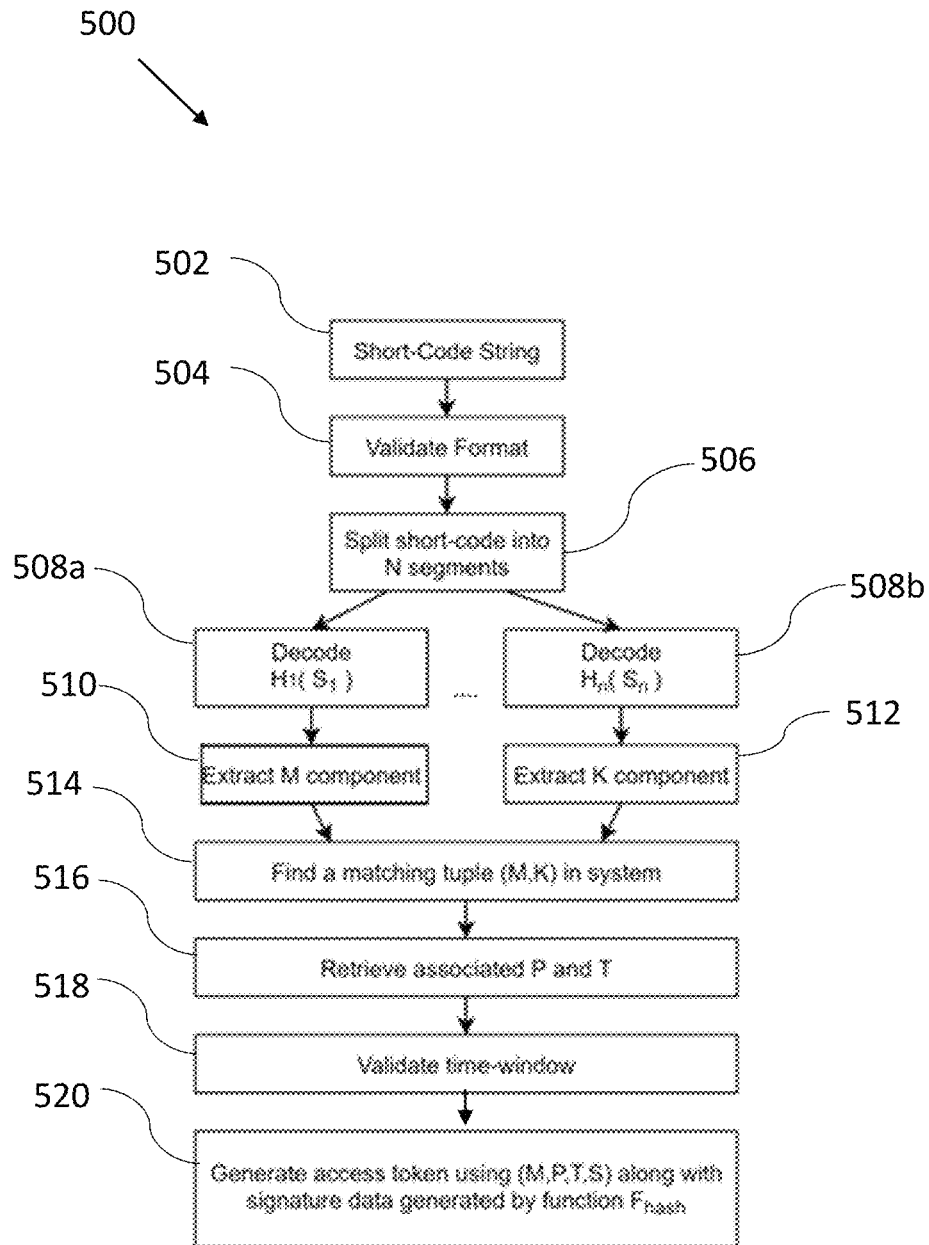 500
502
Short-Code String
504
Validate Format
506
Split short-code into
N segments
508a
508b
Decode
H1( S1 )
....
Decode
Hn( Sn )
510
512
Extract M component
Extract K component
514
Find a matching tuple (M,K) in system
516
Retrieve associated P and T
518
Validate time-window
520
Generate access token using (M,P,T,S) along with
signature data generated by function Fhash